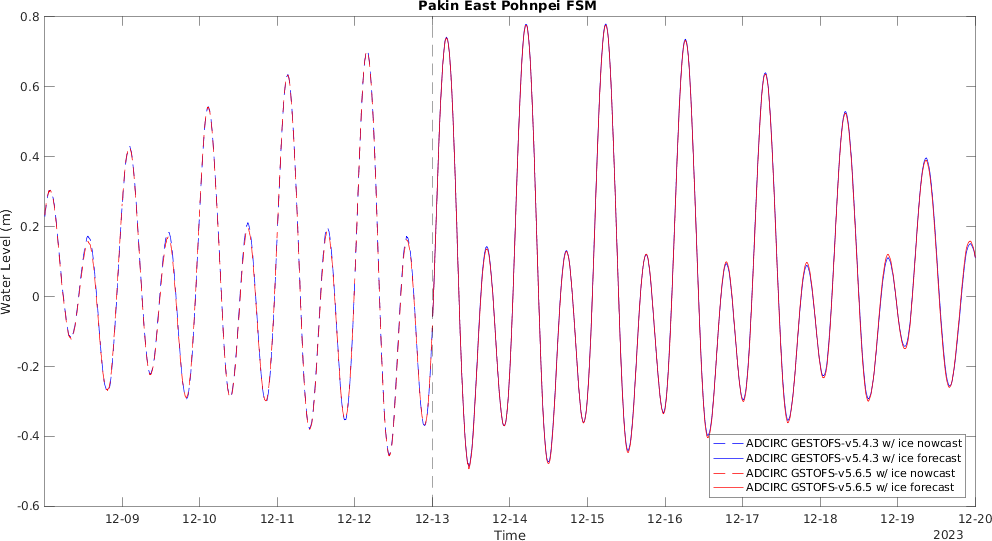 Pakin East Pohnpei FSM
0.8
0.6
0.4
0.2
0
-0.2
-0.4
-0.6
Water Level (m)
ADCIRC GESTOFS-v5.4.3 w/ ice nowcast
ADCIRC GESTOFS-v5.4.3 w/ ice forecast
ADCIRC GSTOFS-v5.6.5 w/ ice nowcast
ADCIRC GSTOFS-v5.6.5 w/ ice forecast
12-09 12-10 12-11 12-12 12-13 12-14 12-15 12-16 12-17 12-18 12-19 12-20
Time
2023